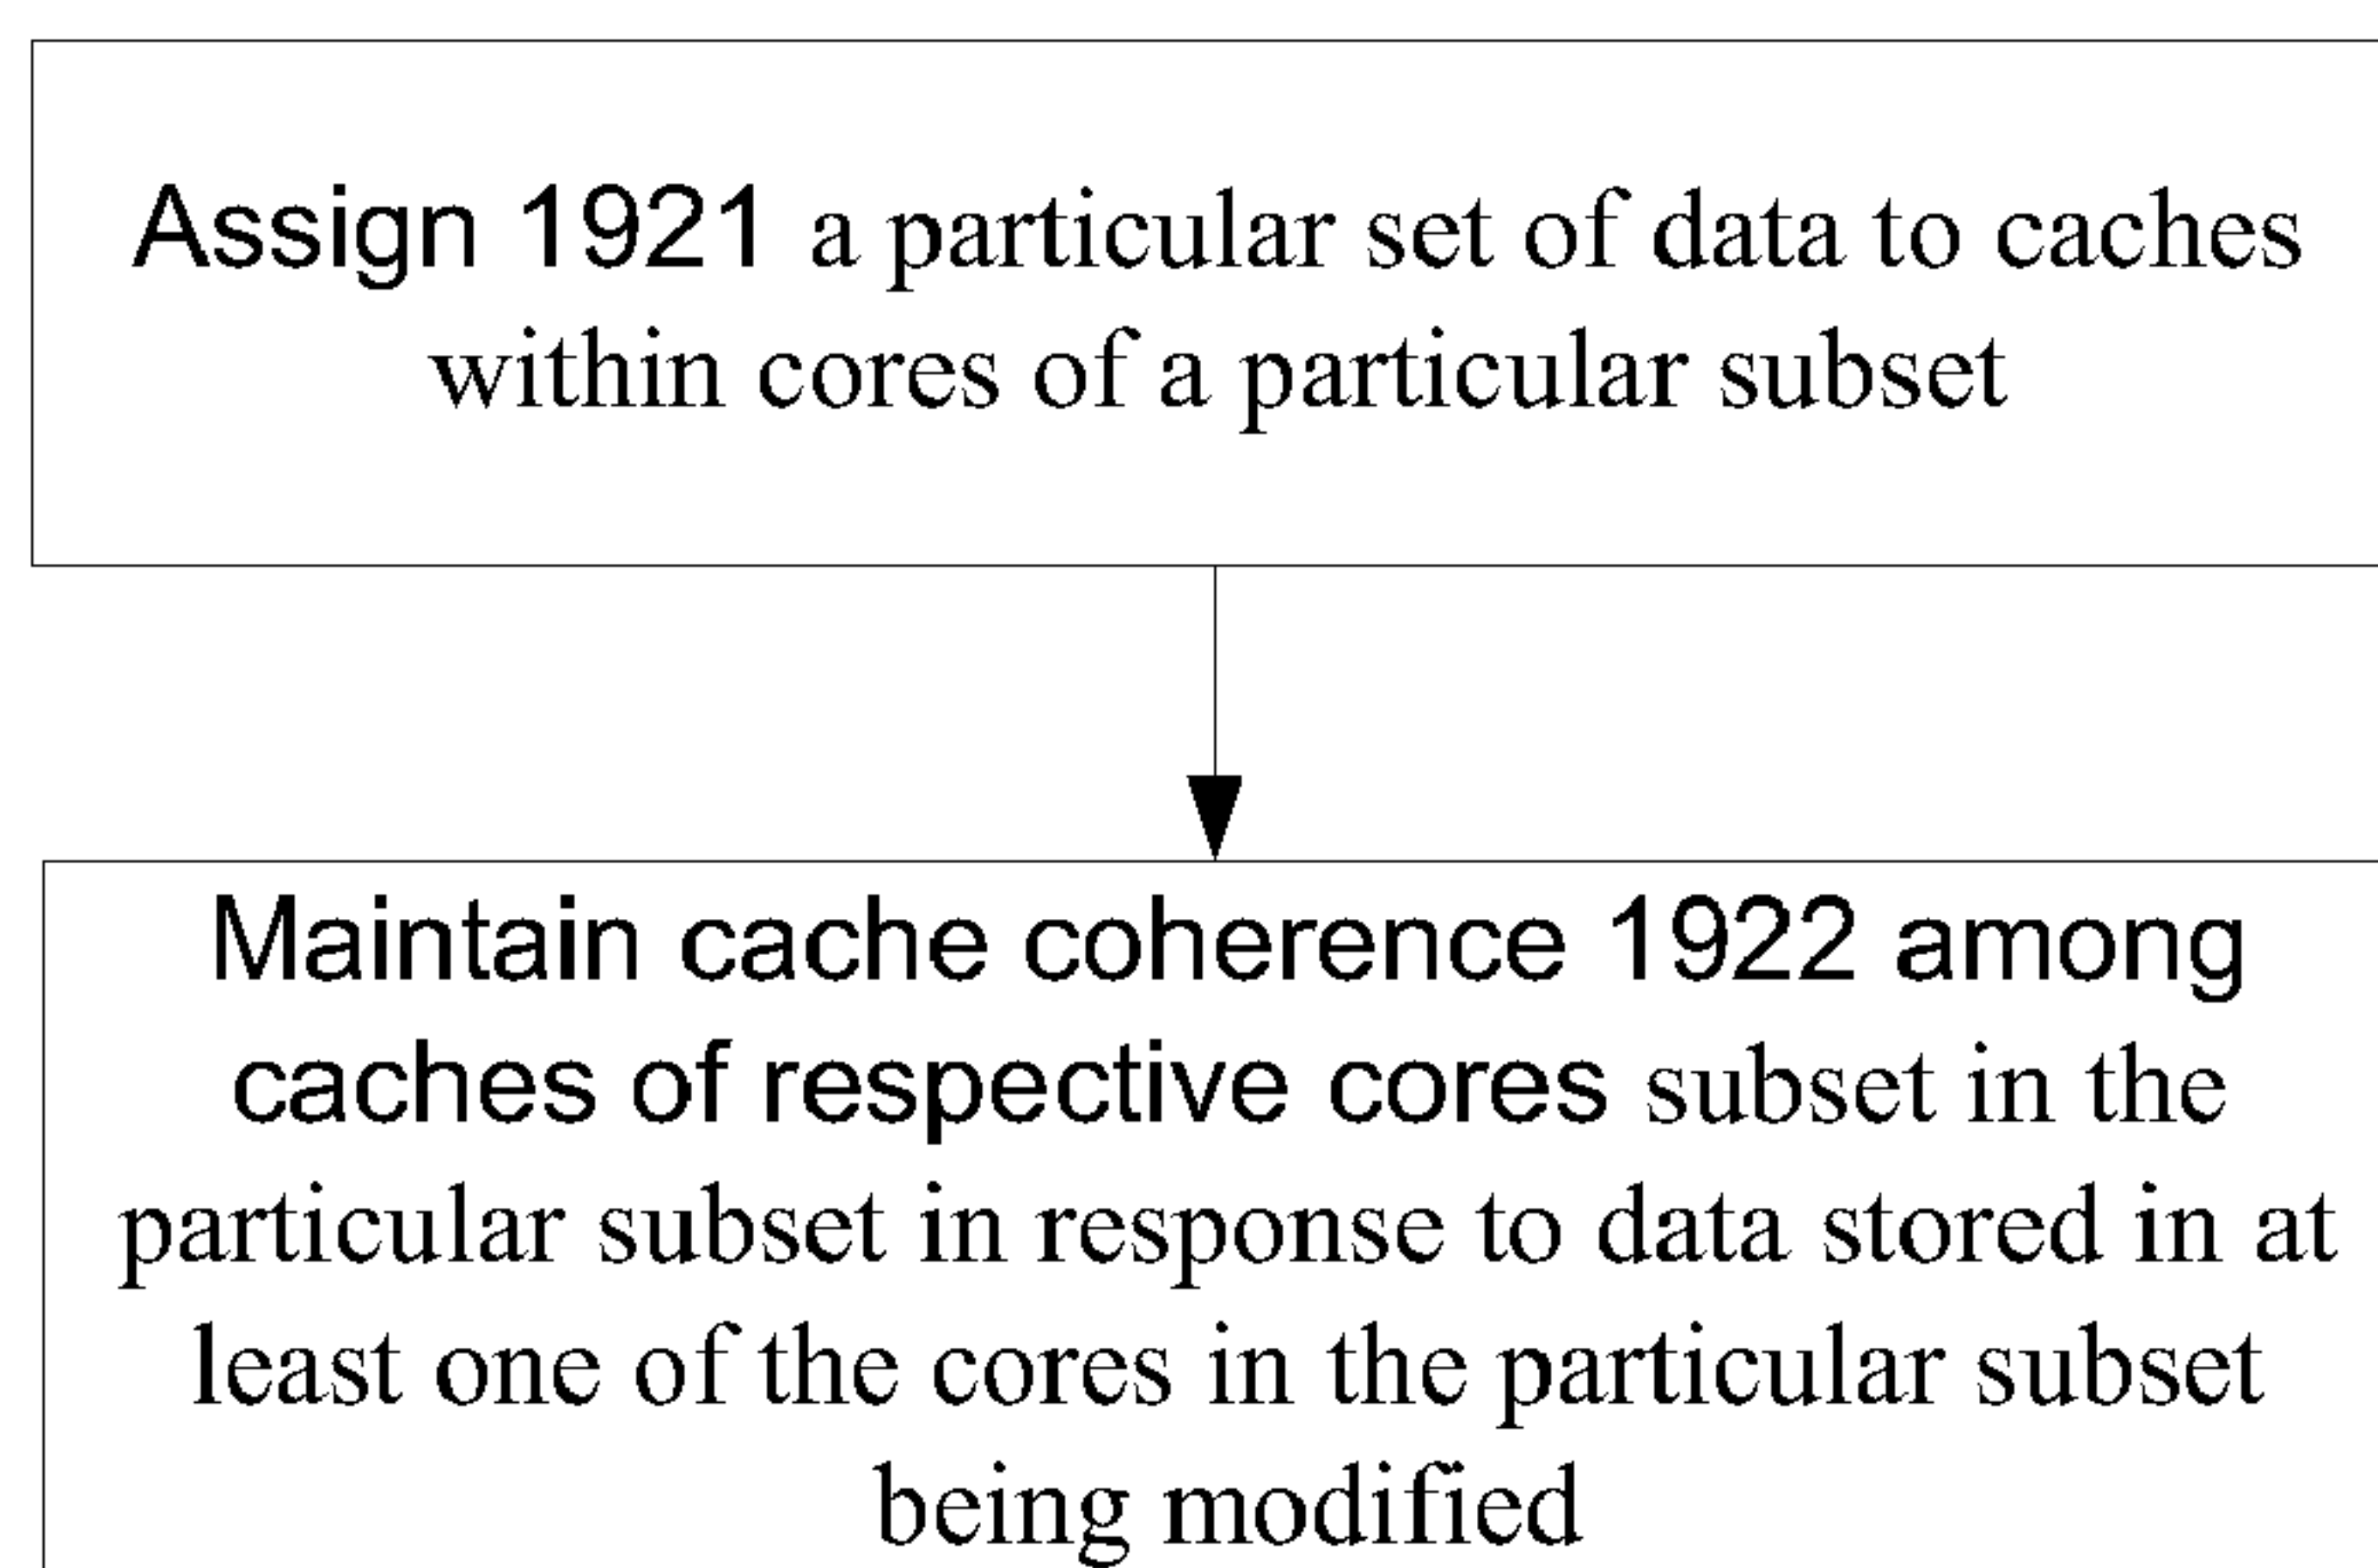 Assign 1921 a particular set of data to caches
within cores of a particular subset
Maintain cache coherence 1922 among
caches of respective cores subset in the
particular subset in response to data stored in at
least one of the cores in the particular subset
being modified